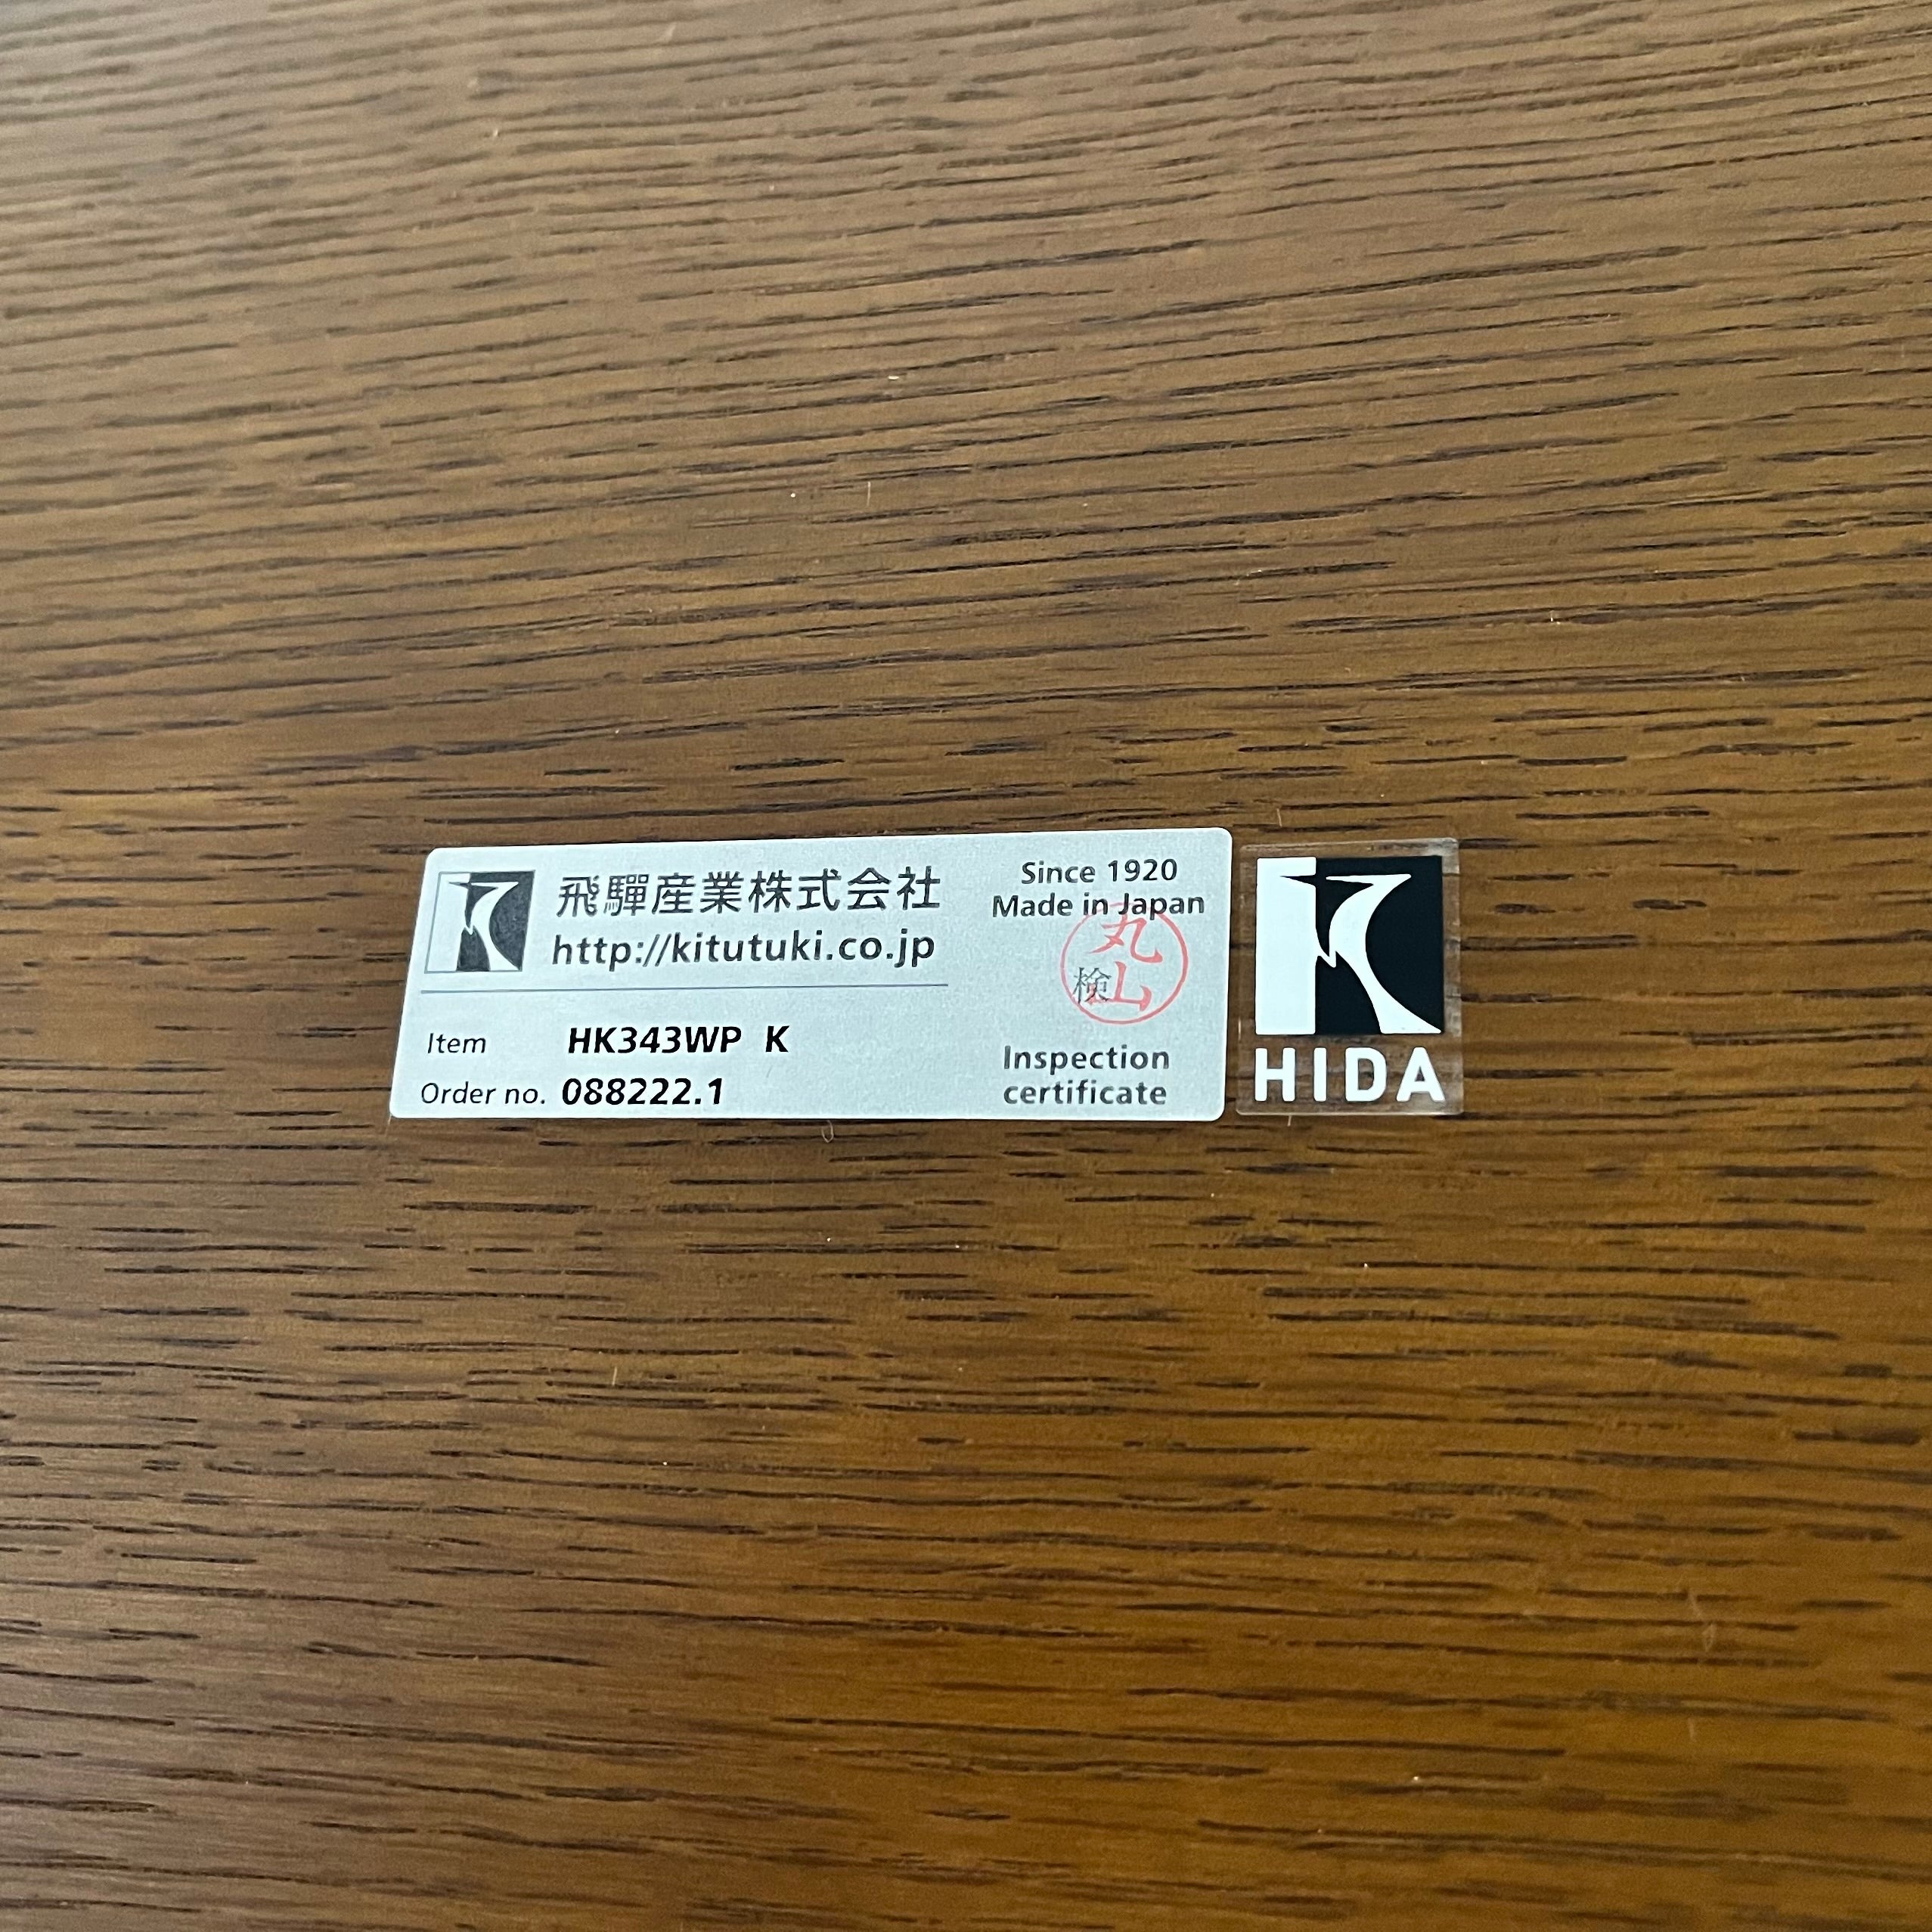 飛驒産業株式会社
http://kitutuki.co.jp
Item HK343WP K
Order no. 088222.1
Since 1920
Made in Japan
丸山
検
Inspection
certificate
HIDA